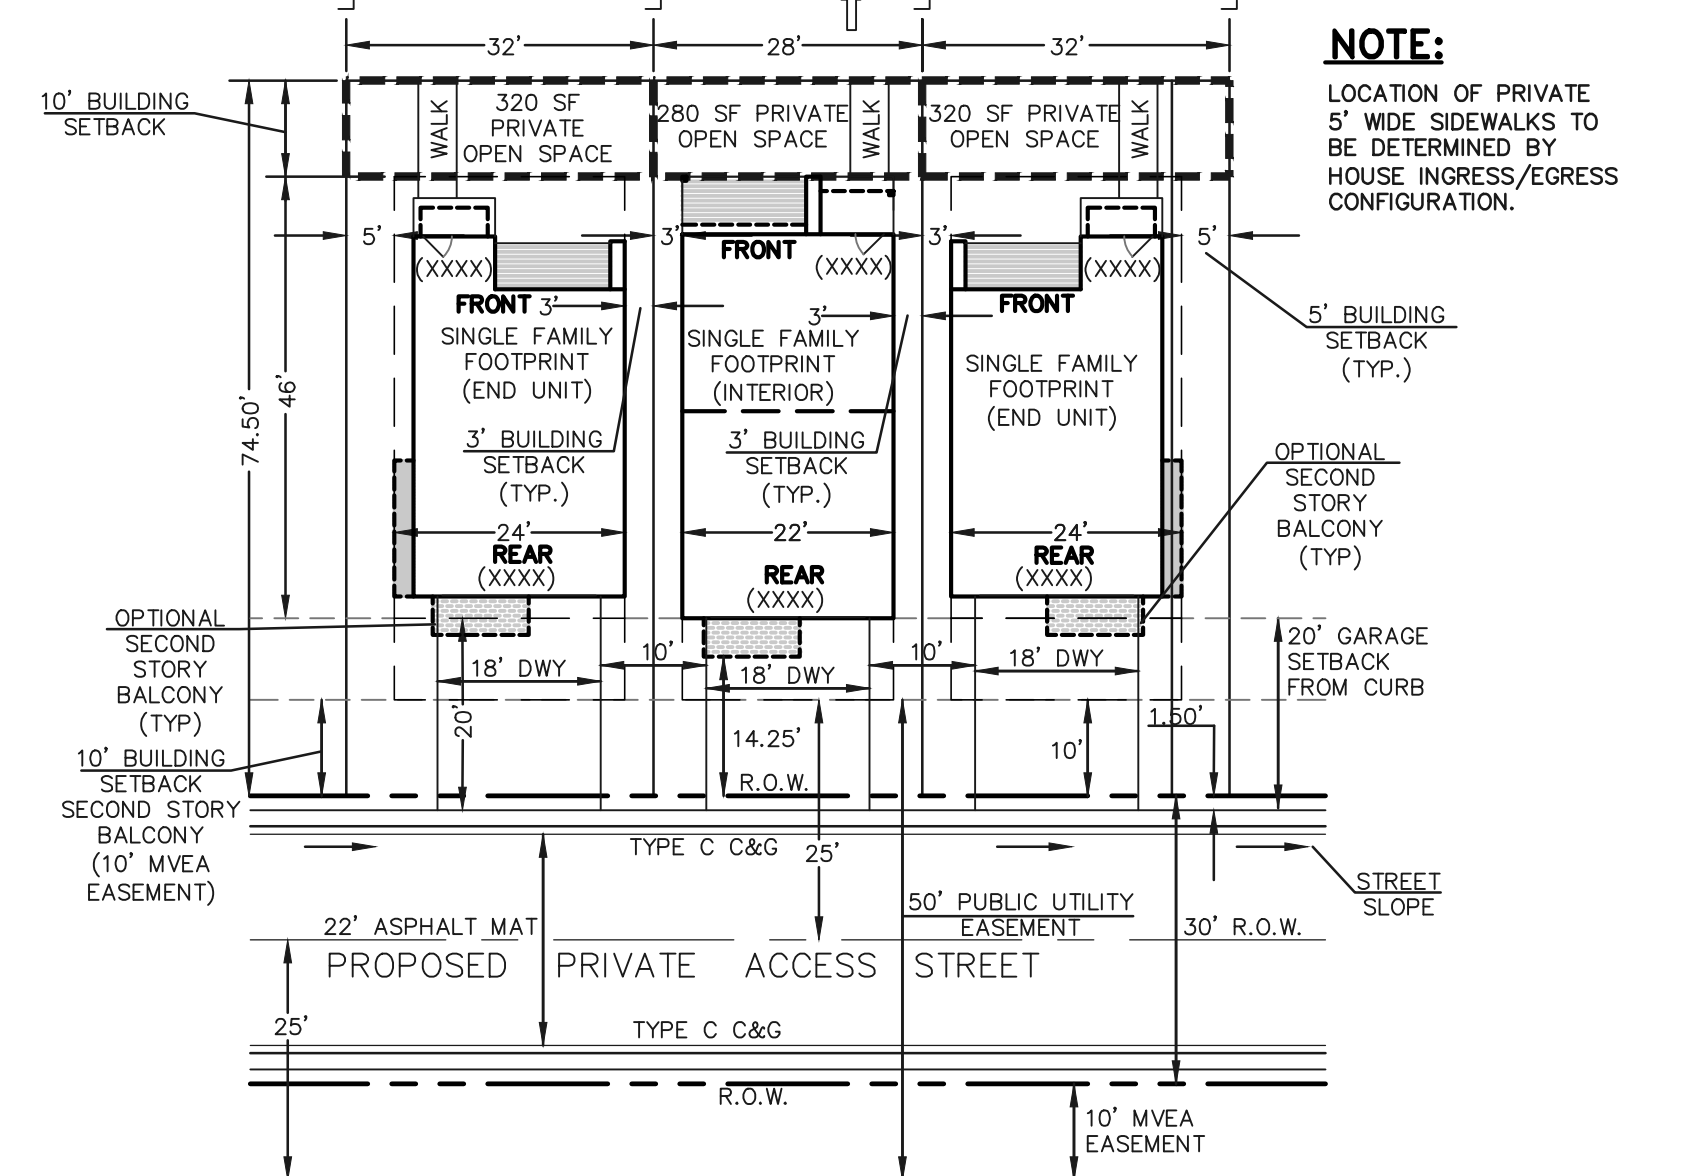 32'
28'
32'
NOTE:
LOCATION OF PRIVATE
5' WIDE SIDEWALKS TO
BE DETERMINED BY
HOUSE INGRESS/EGRESS
CONFIGURATION.
10' BUILDING
SETBACK
WALK
320 SF
PRIVATE
OPEN SPACE
280 SF PRIVATE
OPEN SPACE
WALK
320 SF PRIVATE
OPEN SPACE
WALK
5'
3'
3'
5'
(XXXX)
FRONT
3'
SINGLE FAMILY
FOOTPRINT
(END UNIT)
3' BUILDING
SETBACK
(TYP.)
24'
REAR
(XXXX)
FRONT
(XXXX)
3'
SINGLE FAMILY
FOOTPRINT
(INTERIOR)
3' BUILDING
SETBACK
(TYP.)
22'
REAR
(XXXX)
(XXXX)
FRONT
SINGLE FAMILY
FOOTPRINT
(END UNIT)
24'
REAR
(XXXX)
5' BUILDING
SETBACK
(TYP.)
OPTIONAL
SECOND
STORY
BALCONY
(TYP)
74.50'
46'
OPTIONAL
SECOND
STORY
BALCONY
(TYP)
10' BUILDING
SETBACK
SECOND STORY
BALCONY
(10' MVEA
EASEMENT)
18' DWY
10'
18' DWY
10'
18' DWY
20' GARAGE
SETBACK
FROM CURB
20'
14.25'
R.O.W.
10'
1.50'
TYPE C C&G
25'
STREET
SLOPE
50' PUBLIC UTILITY
EASEMENT
22' ASPHALT MAT
30' R.O.W.
PROPOSED PRIVATE ACCESS STREET
25'
TYPE C C&G
R.O.W.
10' MVEA
EASEMENT